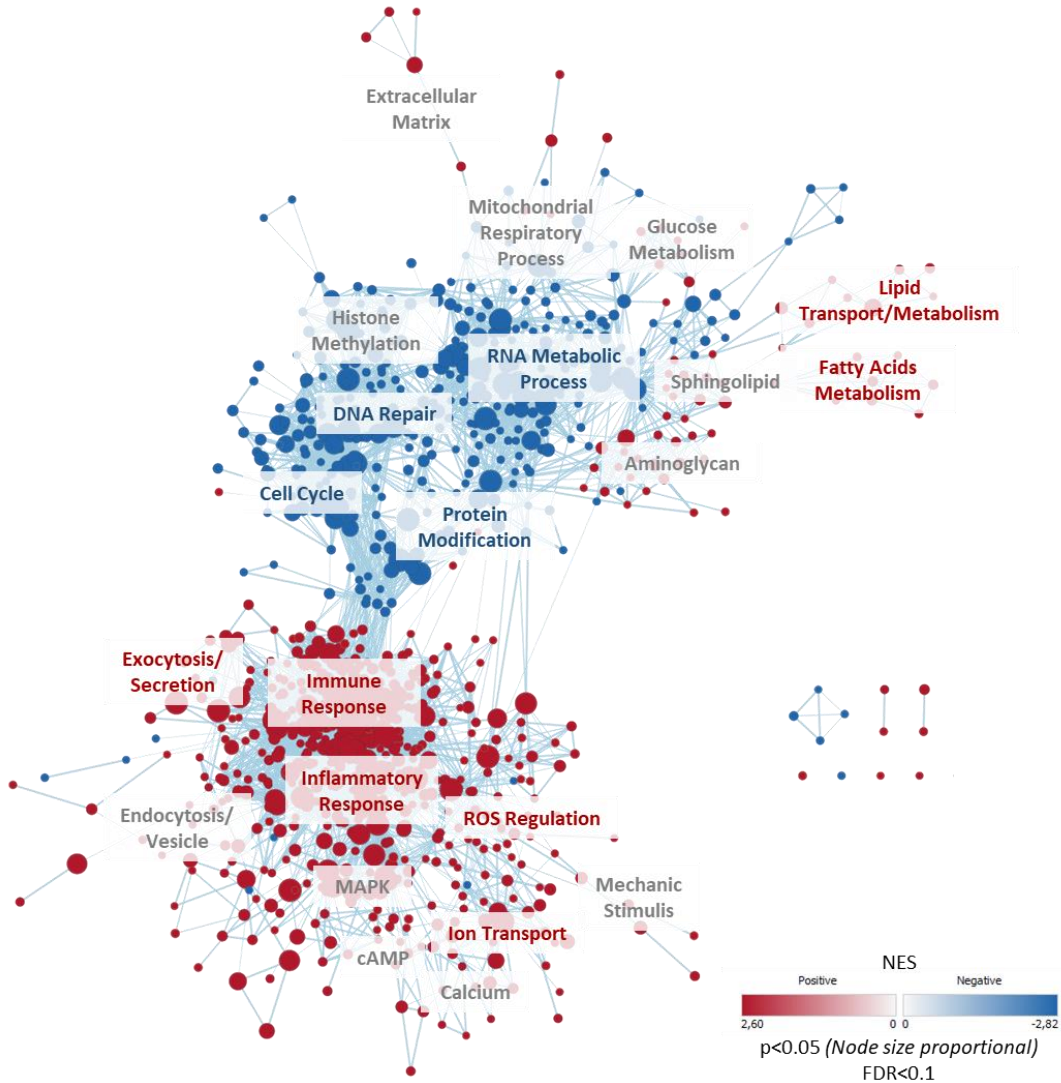 Extracellular
Matrix
Mitochondrial
Respiratory
Process
Glucose
Metabolism
Lipid
Transport/Metabolism
Histone
Methylation
RNA Metabolic
Process
Sphingolipid
Fatty Acids
Metabolism
DNA Repair
Aminoglycan
Cell Cycle
Protein
Modification
Exocytosis/
Secretion
Immune
Response
Inflammatory
Response
Endocytosis/
Vesicle
ROS Regulation
MAPK
Mechanic
Stimulis
Ion Transport
cAMP
Calcium
NES
Positive
Negative
2,60
0
0
-2,82
p<0.05 (Node size proportional)
FDR<0.1